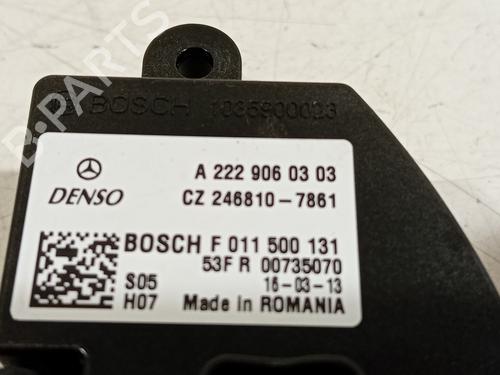 BOSCH 1035900023
A 222 906 03 03
DENSO CZ 246810-7861
BOSCH F 011 500 131
53F R 00735070
S05 16-03-13
H07 Made in ROMANIA
B-PARTS